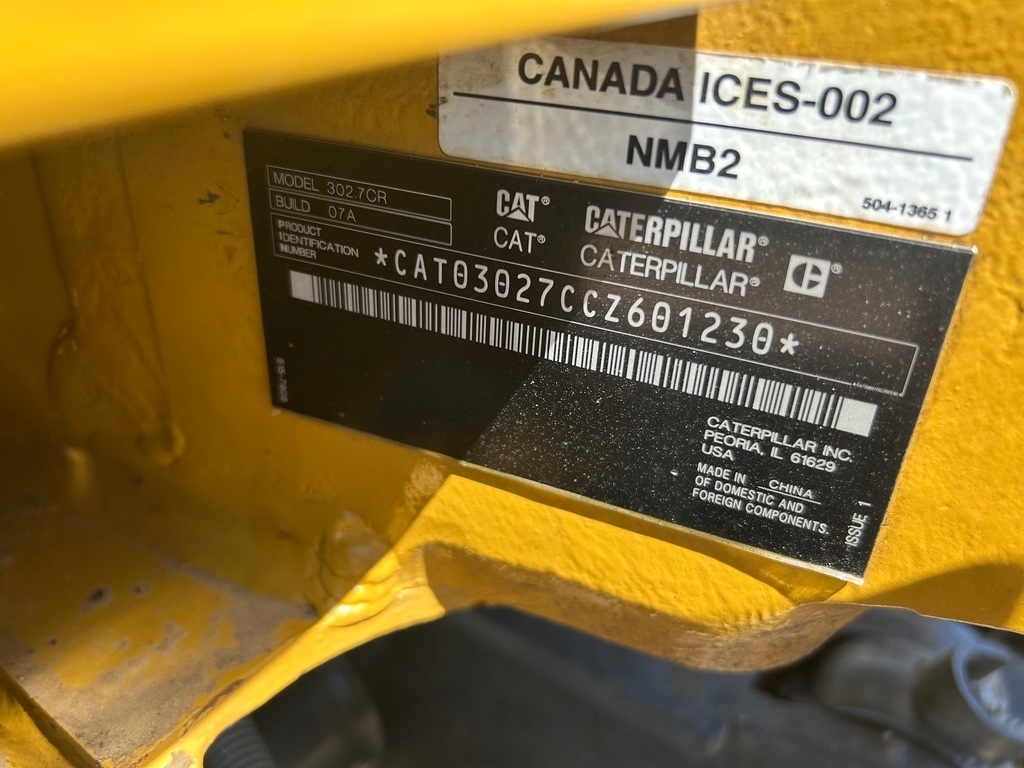 CANADA ICES-002
NMB2
504-1365 1
MODEL 302.7CR
BUILD 07A
PRODUCT
IDENTIFICATION
NUMBER
*CAT03027CCZ601230*
CAT®
CAT®
CATERPILLAR®
CATERPILLAR®
C®
CATERPILLAR INC.
PEORIA, IL 61629
USA
MADE IN CHINA
OF DOMESTIC AND
FOREIGN COMPONENTS.
ISSUE 1